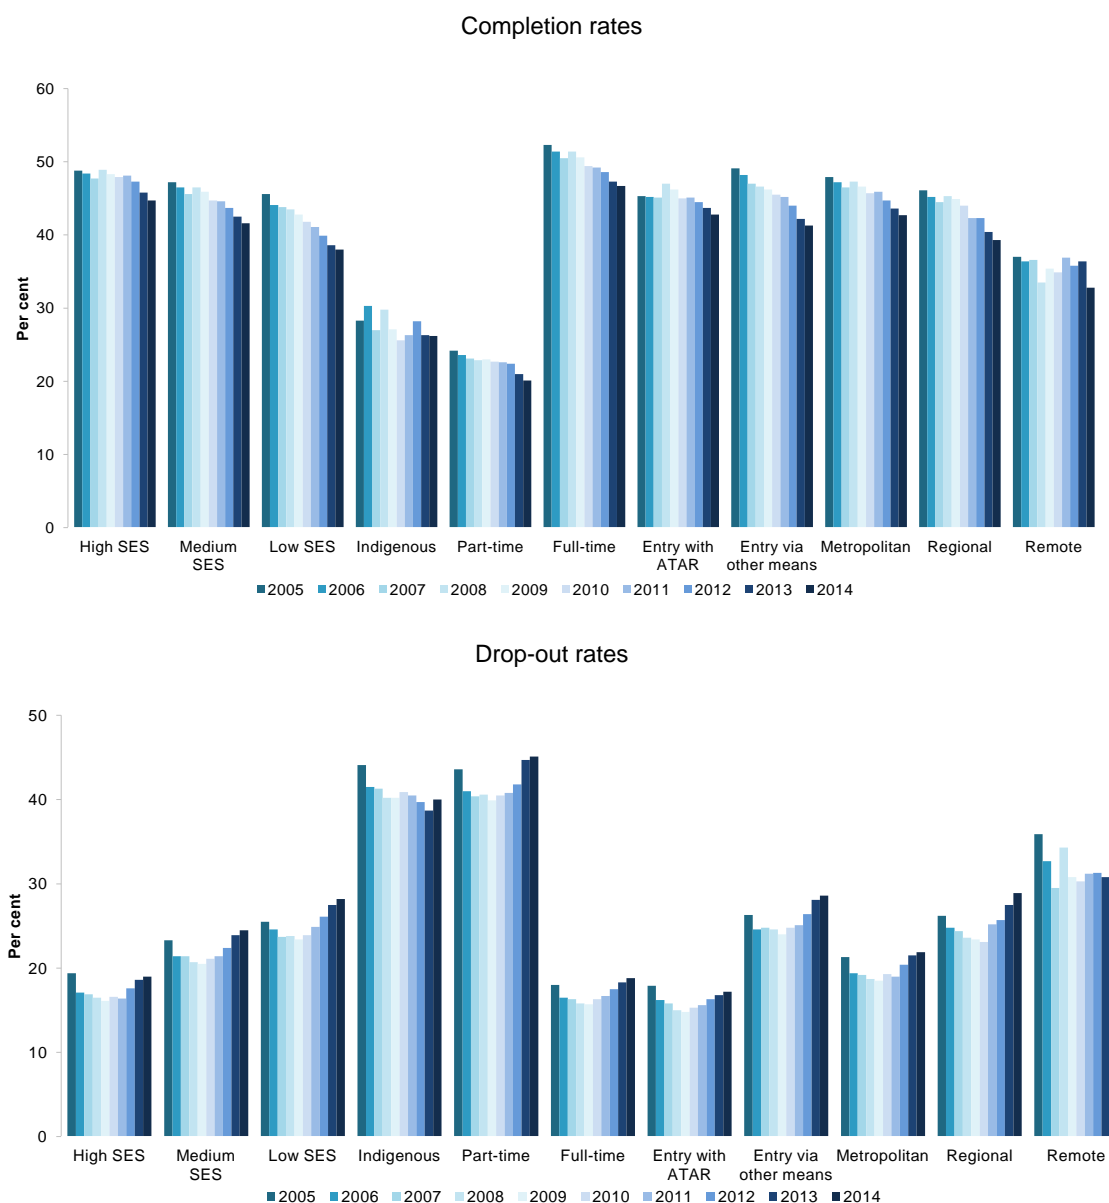 Completion rates
60
50
40
30
20
10
0
Per cent
High SES Medium SES Low SES Indigenous Part-time Full-time Entry with ATAR Entry via other means Metropolitan Regional Remote
2005 2006 2007 2008 2009 2010 2011 2012 2013 2014
Drop-out rates
50
40
30
20
10
0
Per cent
High SES Medium SES Low SES Indigenous Part-time Full-time Entry with ATAR Entry via other means Metropolitan Regional Remote
2005 2006 2007 2008 2009 2010 2011 2012 2013 2014